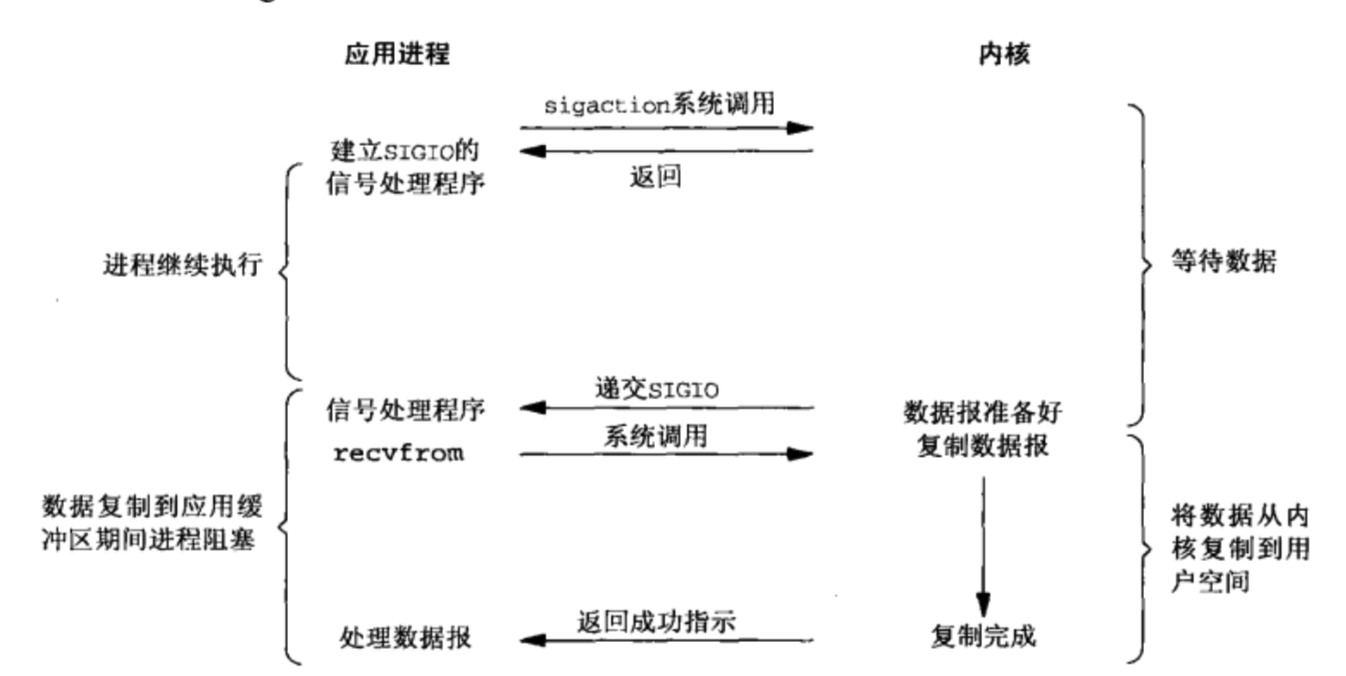 应用进程
内核
sigaction系统调用
建立SIGIO的
信号处理程序
返回
进程继续执行
等待数据
递交SIGIO
信号处理程序
数据报准备好
系统调用
recvfrom
复制数据报
数据复制到应用缓
冲区期间进程阻塞
将数据从内
核复制到用
户空间
返回成功指示
处理数据报
复制完成